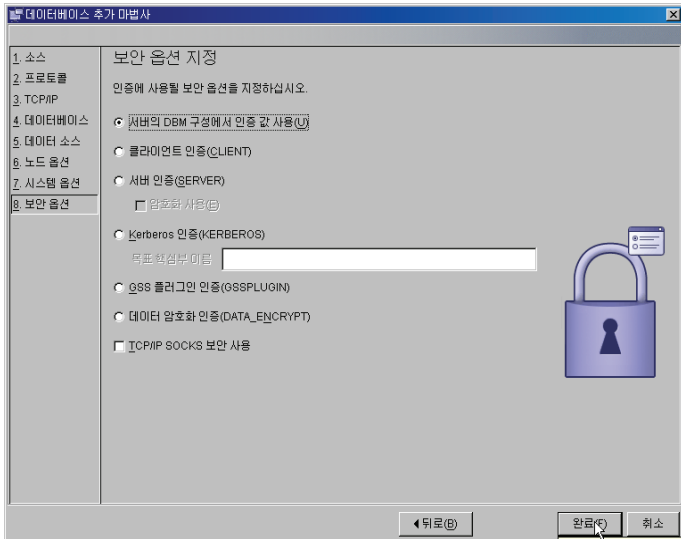 데이터베이스 추가 마법사
1. 소스
2. 프로토콜
3. TCP/IP
4. 데이터베이스
5. 데이터 소스
6. 노드 옵션
7. 시스템 옵션
8. 보안 옵션
보안 옵션 지정
인증에 사용될 보안 옵션을 지정하십시오.
서버의 DBM 구성에서 인증 값 사용(U)
클라이언트 인증(CLIENT)
서버 인증(SERVER)
암호화 사용(E)
Kerberos 인증(KERBEROS)
목표 핵심부 이름
GSS 플러그인 인증(GSSPLUGIN)
데이터 암호화 인증(DATA_ENCRYPT)
TCP/IP SOCKS 보안 사용
뒤로(B)
완료(F)
취소